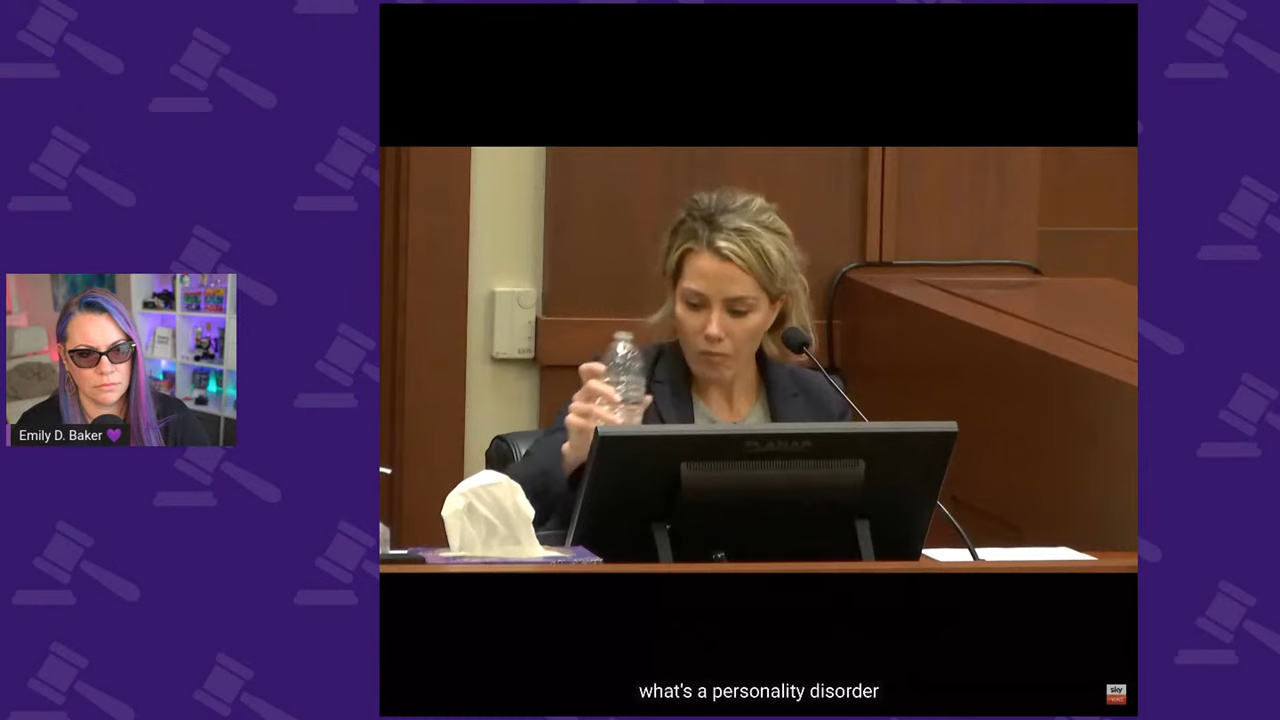 Emily D. Baker 💜
PLANAR
what's a personality disorder
sky
news